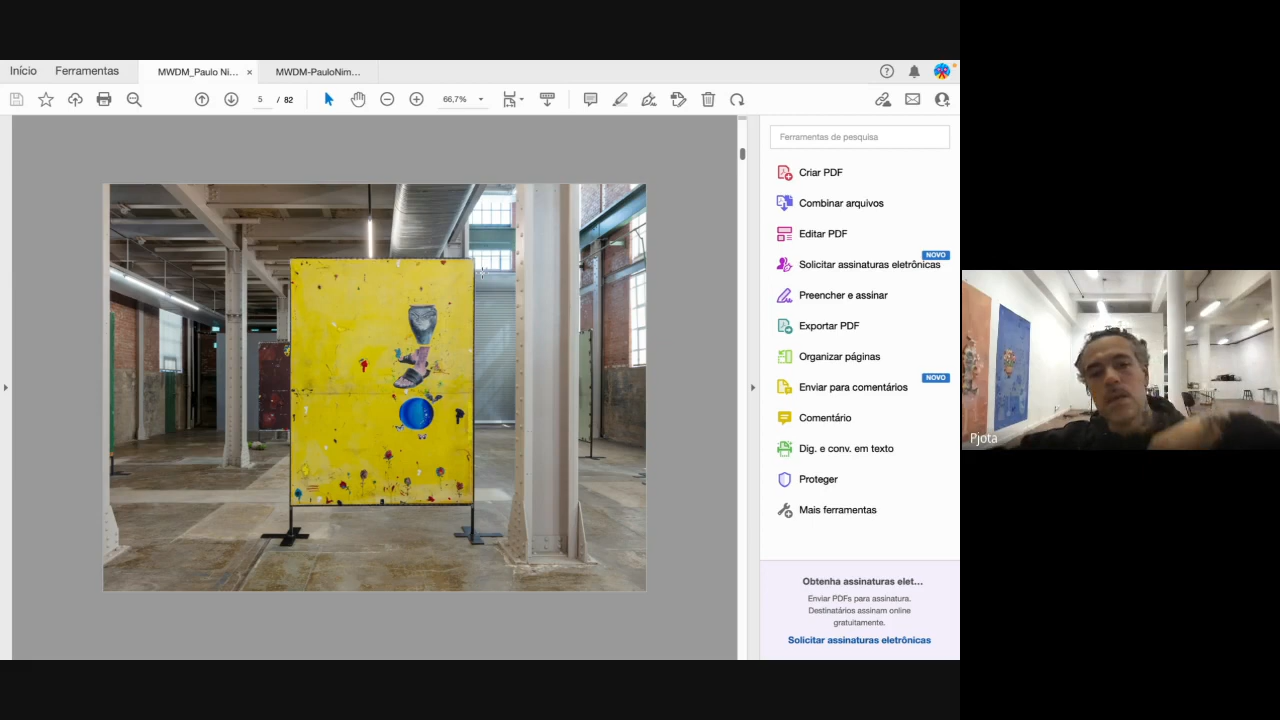 Início Ferramentas MWDM_Paulo Ni... × MWDM-PauloNim...
5 / 82 66,7%
Ferramentas de pesquisa
Criar PDF
Combinar arquivos
Editar PDF
NOVO
Solicitar assinaturas eletrônicas
Preencher e assinar
Exportar PDF
Organizar páginas
NOVO
Enviar para comentários
Comentário
Dig. e conv. em texto
Proteger
Mais ferramentas
Obtenha assinaturas elet...
Enviar PDFs para assinatura.
Destinatários assinam online
gratuitamente.
Solicitar assinaturas eletrônicas
Pjota